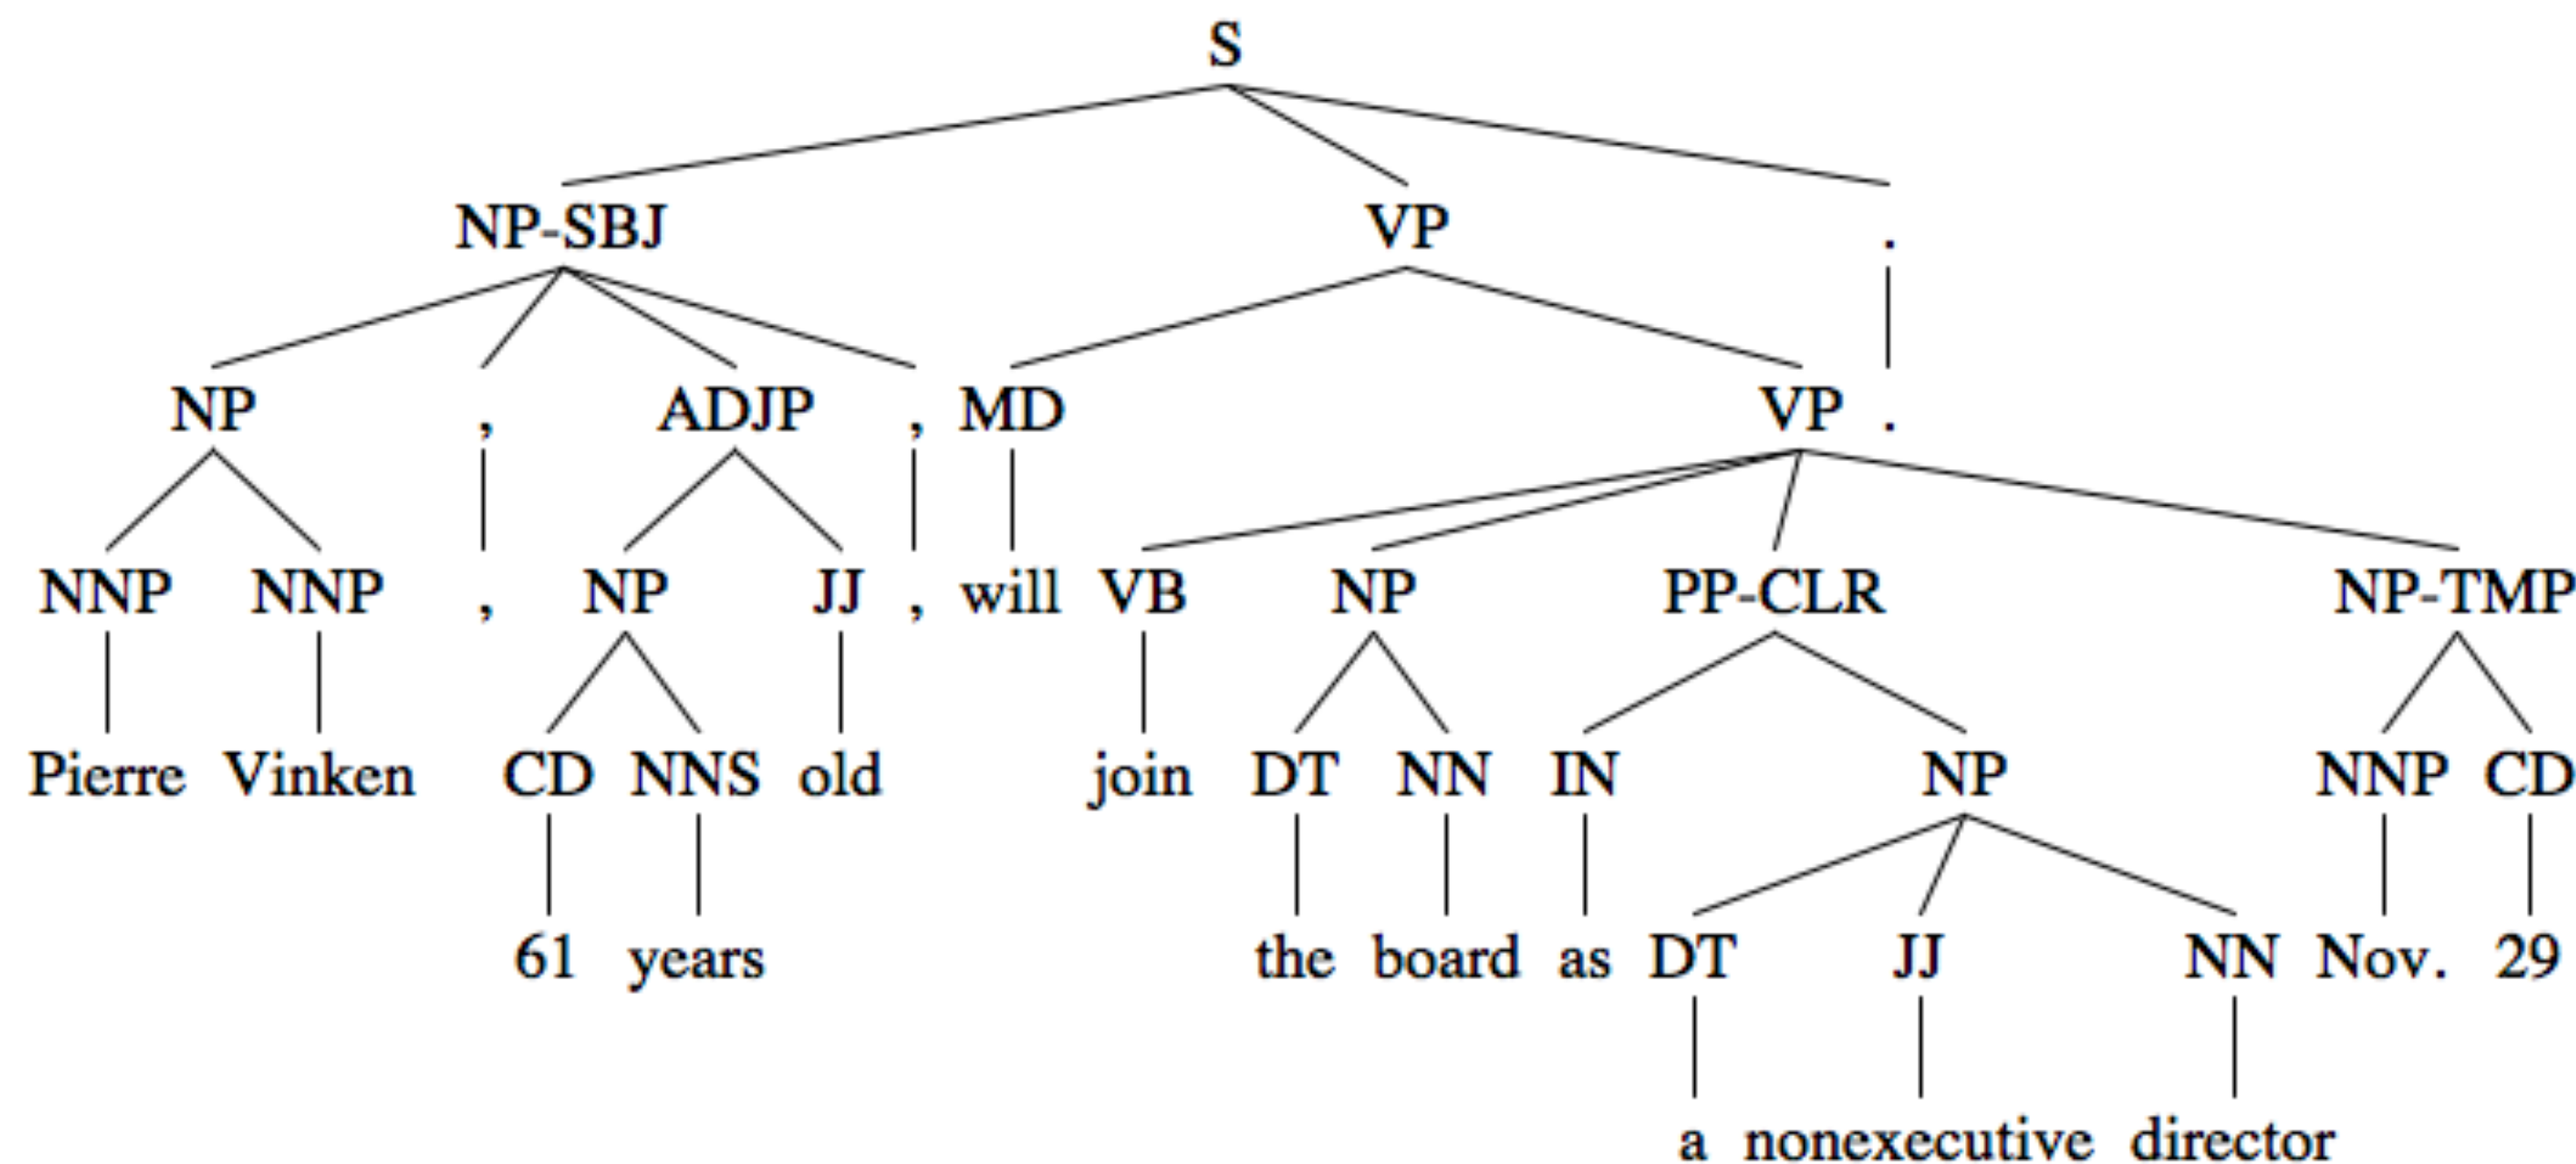 S
NP-SBJ VP .
NP , ADJP , MD VP .
NNP NNP , NP JJ , will VB NP PP-CLR NP-TMP
Pierre Vinken CD NNS old join DT NN IN NP NNP CD
61 years the board as DT JJ NN Nov. 29
a nonexecutive director